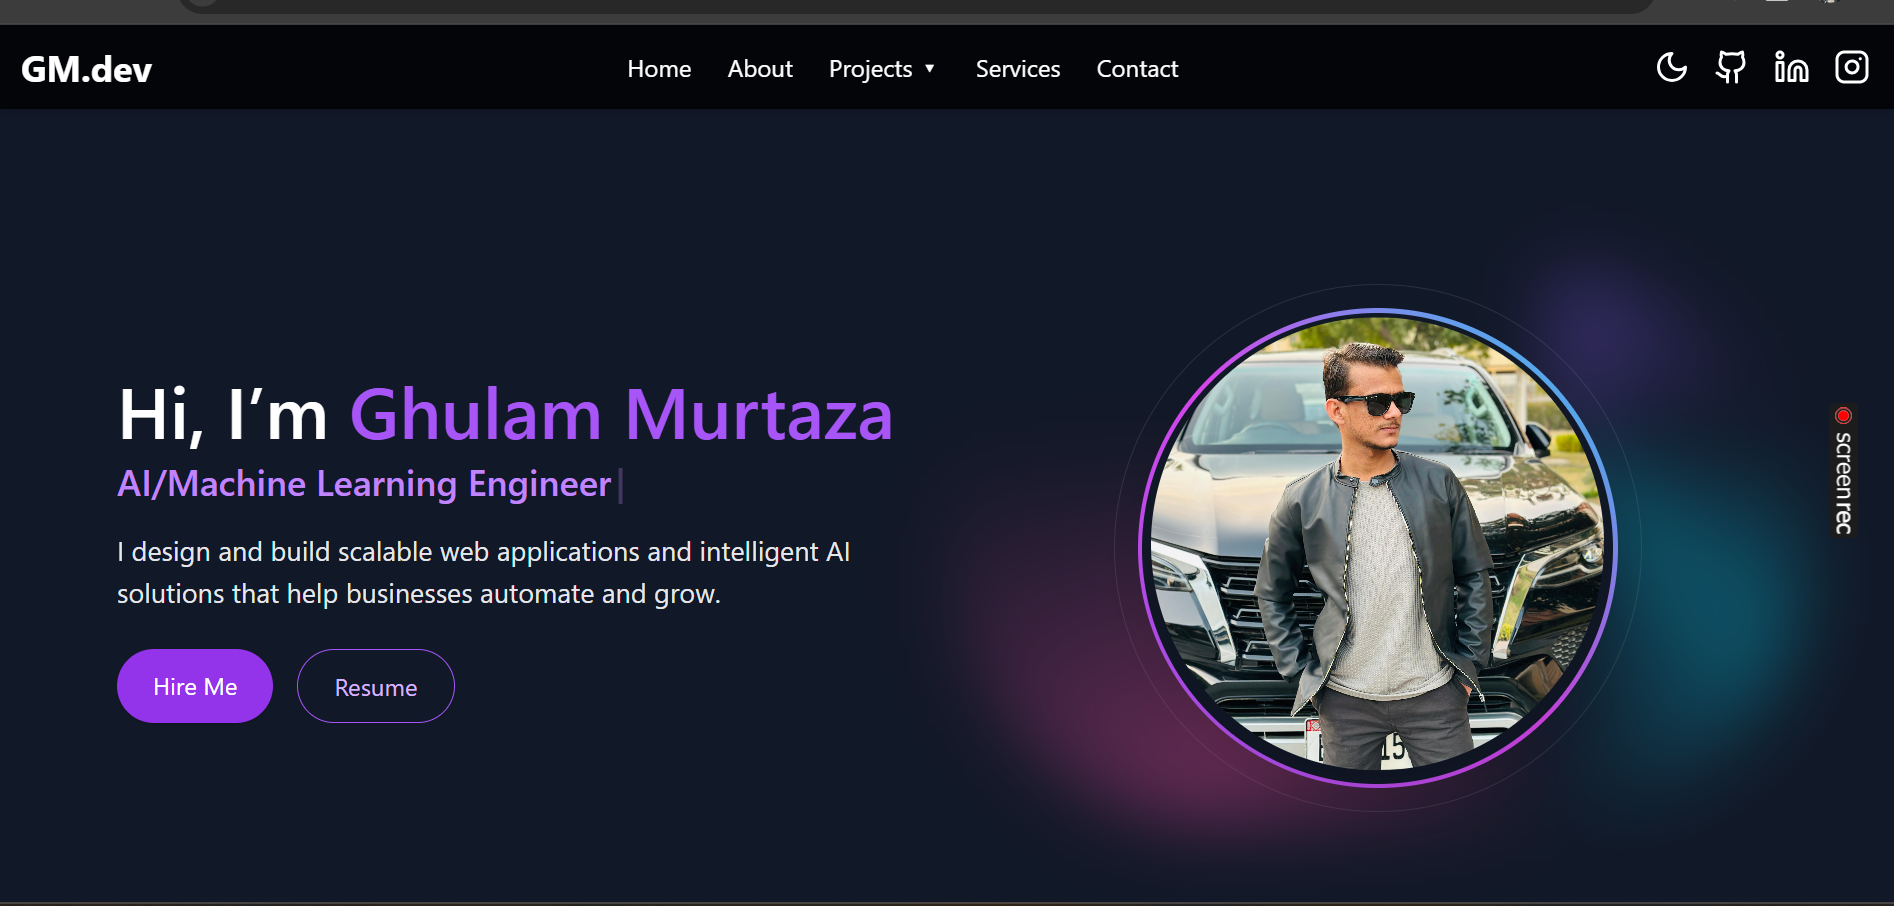 GM.dev
Home
About
Projects ▼
Services
Contact
Hi, I’m Ghulam Murtaza
AI/Machine Learning Engineer|
I design and build scalable web applications and intelligent AI
solutions that help businesses automate and grow.
Hire Me
Resume
screenrec
15